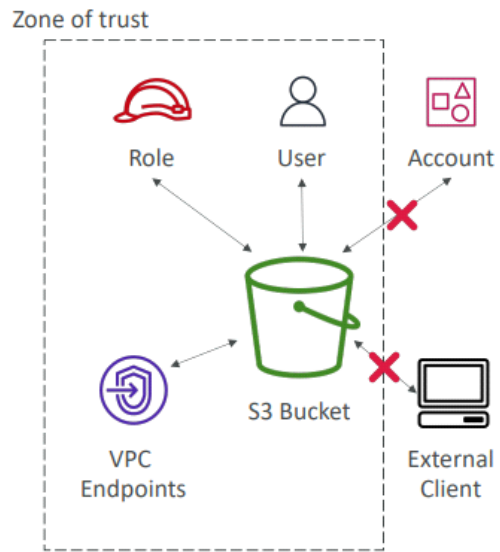 Zone of trust
Role
User
Account
S3 Bucket
VPC
Endpoints
External
Client